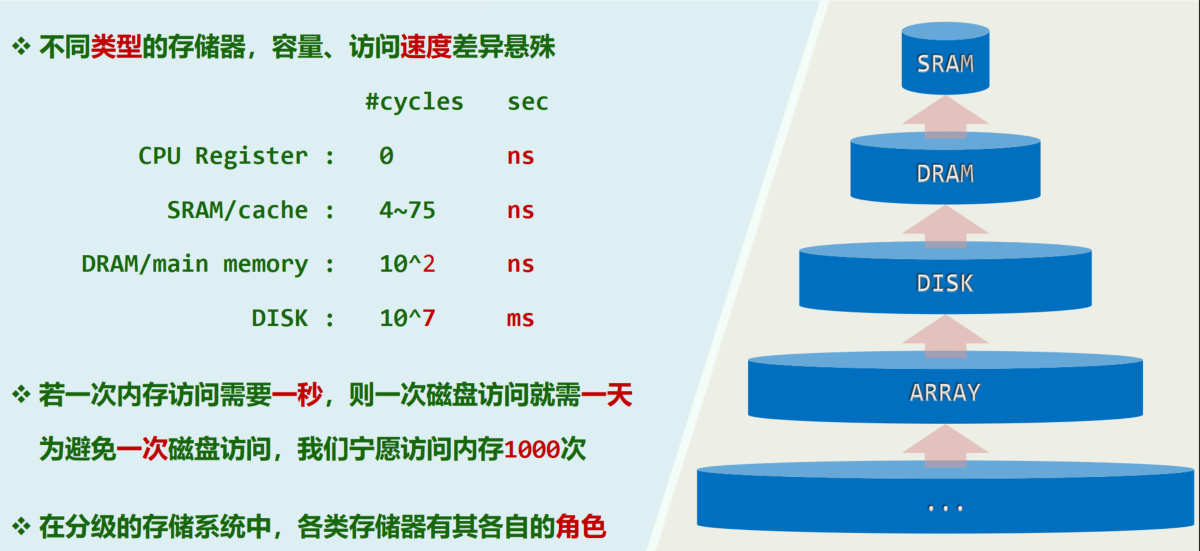 ❖ 不同类型的存储器，容量、访问速度差异悬殊
#cycles sec
CPU Register : 0 ns
SRAM/cache : 4~75 ns
DRAM/main memory : 10^2 ns
DISK : 10^7 ms
❖ 若一次内存访问需要一秒，则一次磁盘访问就需一天
为避免一次磁盘访问，我们宁愿访问内存1000次
❖ 在分级的存储系统中，各类存储器有其各自的角色
SRAM
DRAM
DISK
ARRAY
...